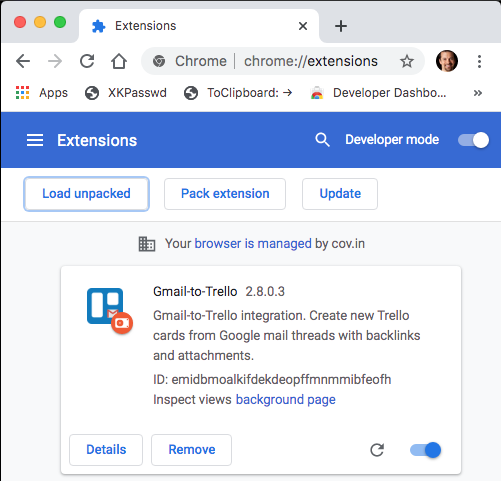 Extensions
Chrome | chrome://extensions
Apps XKPasswd ToClipboard: → Developer Dashbo... »
Extensions Developer mode
Load unpacked Pack extension Update
Your browser is managed by cov.in
Gmail-to-Trello 2.8.0.3
Gmail-to-Trello integration. Create new Trello
cards from Google mail threads with backlinks
and attachments.
ID: emidbmoalkifdekdeopffmnmmibfeofh
Inspect views background page
Details Remove